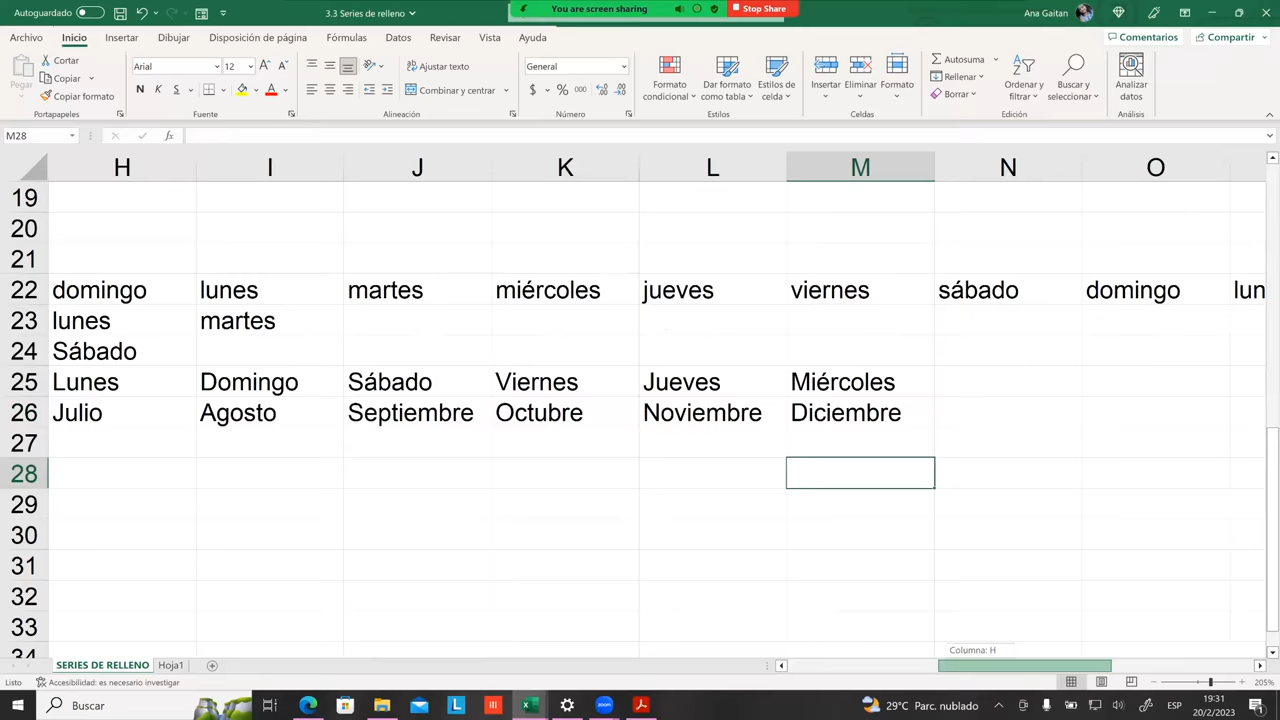 Autoguardado
3.3 Series de relleno
You are screen sharing
Stop Share
Ana Gaitan
Archivo Inicio Insertar Dibujar Disposición de página Fórmulas Datos Revisar Vista Ayuda
Comentarios
Compartir
Pegar
Cortar
Copiar
Copiar formato
Portapapeles
Arial
12
N K S
Fuente
Ajustar texto
Combinar y centrar
Alineación
General
$ % 000
Número
Formato condicional
Dar formato como tabla
Estilos de celda
Estilos
Insertar
Eliminar
Formato
Celdas
Autosuma
Rellenar
Borrar
Ordenar y filtrar
Buscar y seleccionar
Edición
Analizar datos
Análisis
M28
fx
H I J K L M N O
19
20
21
22 domingo lunes martes miércoles jueves viernes sábado domingo lun
23 lunes martes
24 Sábado
25 Lunes Domingo Sábado Viernes Jueves Miércoles
26 Julio Agosto Septiembre Octubre Noviembre Diciembre
27
28
29
30
31
32
33
34
Columna: H
SERIES DE RELLENO Hoja1
Listo
Accesibilidad: es necesario investigar
205%
Buscar
29°C Parc. nublado
ESP
19:31
20/2/2023